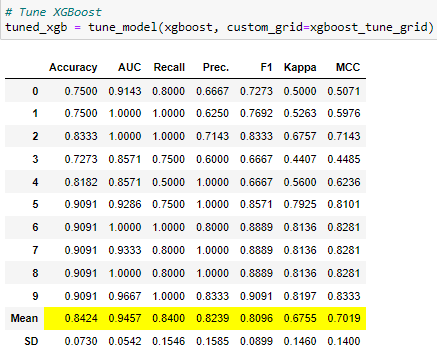 # Tune XGBoost
tuned_xgb = tune_model(xgboost, custom_grid=xgboost_tune_grid)
Accuracy AUC Recall Prec. F1 Kappa MCC
0 0.7500 0.9143 0.8000 0.6667 0.7273 0.5000 0.5071
1 0.7500 1.0000 1.0000 0.6250 0.7692 0.5263 0.5976
2 0.8333 1.0000 1.0000 0.7143 0.8333 0.6757 0.7143
3 0.7273 0.8571 0.7500 0.6000 0.6667 0.4407 0.4485
4 0.8182 0.8571 0.5000 1.0000 0.6667 0.5600 0.6236
5 0.9091 0.9286 0.7500 1.0000 0.8571 0.7925 0.8101
6 0.9091 1.0000 1.0000 0.8000 0.8889 0.8136 0.8281
7 0.9091 0.9333 0.8000 1.0000 0.8889 0.8136 0.8281
8 0.9091 1.0000 0.8000 1.0000 0.8889 0.8136 0.8281
9 0.9091 0.9667 1.0000 0.8333 0.9091 0.8197 0.8333
Mean 0.8424 0.9457 0.8400 0.8239 0.8096 0.6755 0.7019
SD 0.0730 0.0542 0.1546 0.1585 0.0899 0.1460 0.1400